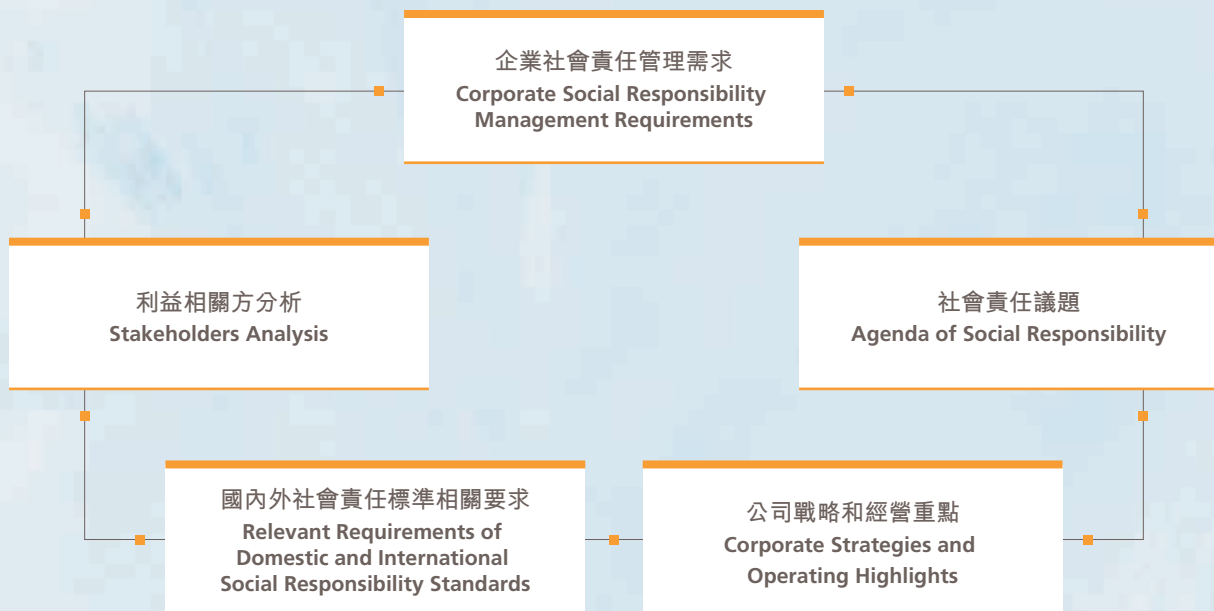 企業社會責任管理需求
Corporate Social Responsibility
Management Requirements
利益相關方分析
Stakeholders Analysis
社會責任議題
Agenda of Social Responsibility
國內外社會責任標準相關要求
Relevant Requirements of
Domestic and International
Social Responsibility Standards
公司戰略和經營重點
Corporate Strategies and
Operating Highlights